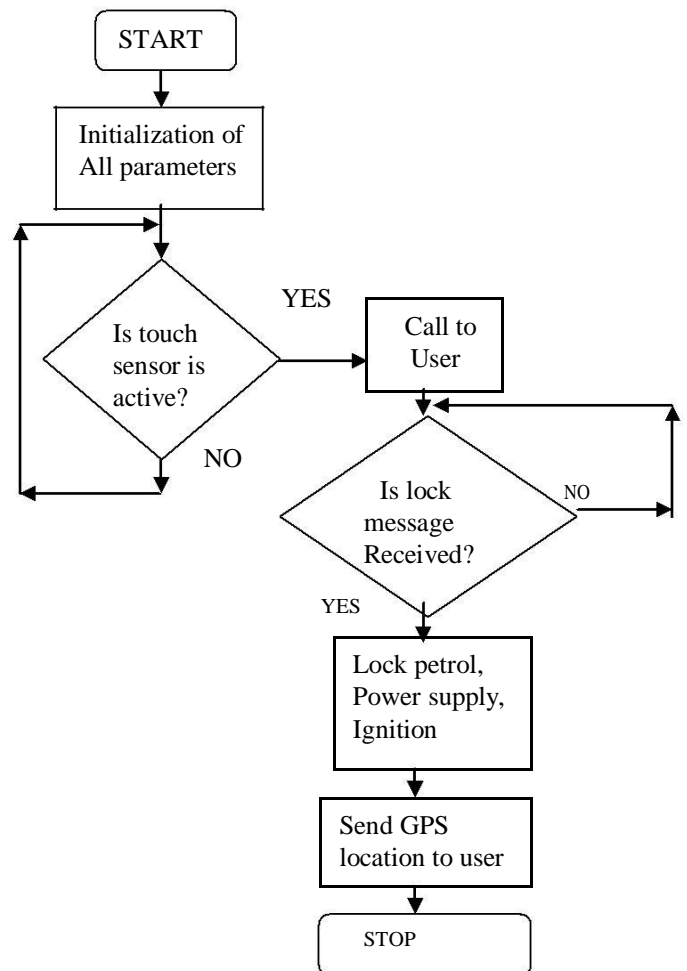 START
Initialization of
All parameters
YES
Is touch
sensor is
active?
NO
Call to
User
Is lock
message
Received?
NO
YES
Lock petrol,
Power supply,
Ignition
Send GPS
location to user
STOP